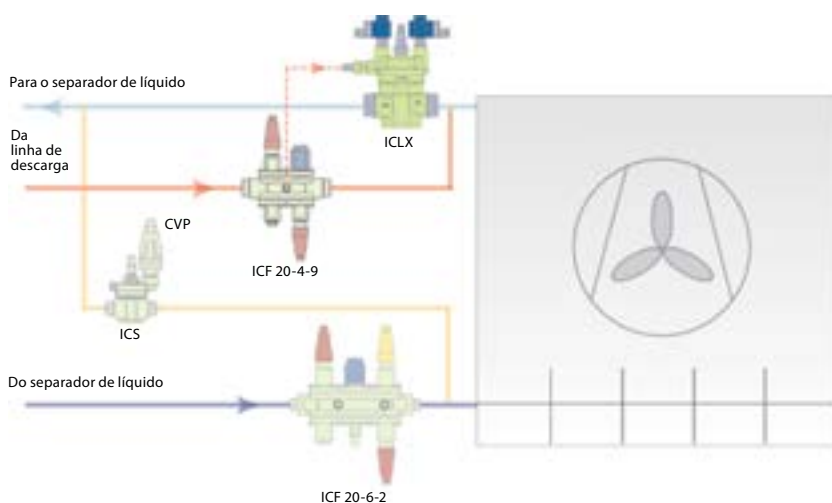 Para o separador de líquido
ICLX
Da
linha de
descarga
CVP
ICF 20-4-9
ICS
Do separador de líquido
ICF 20-6-2